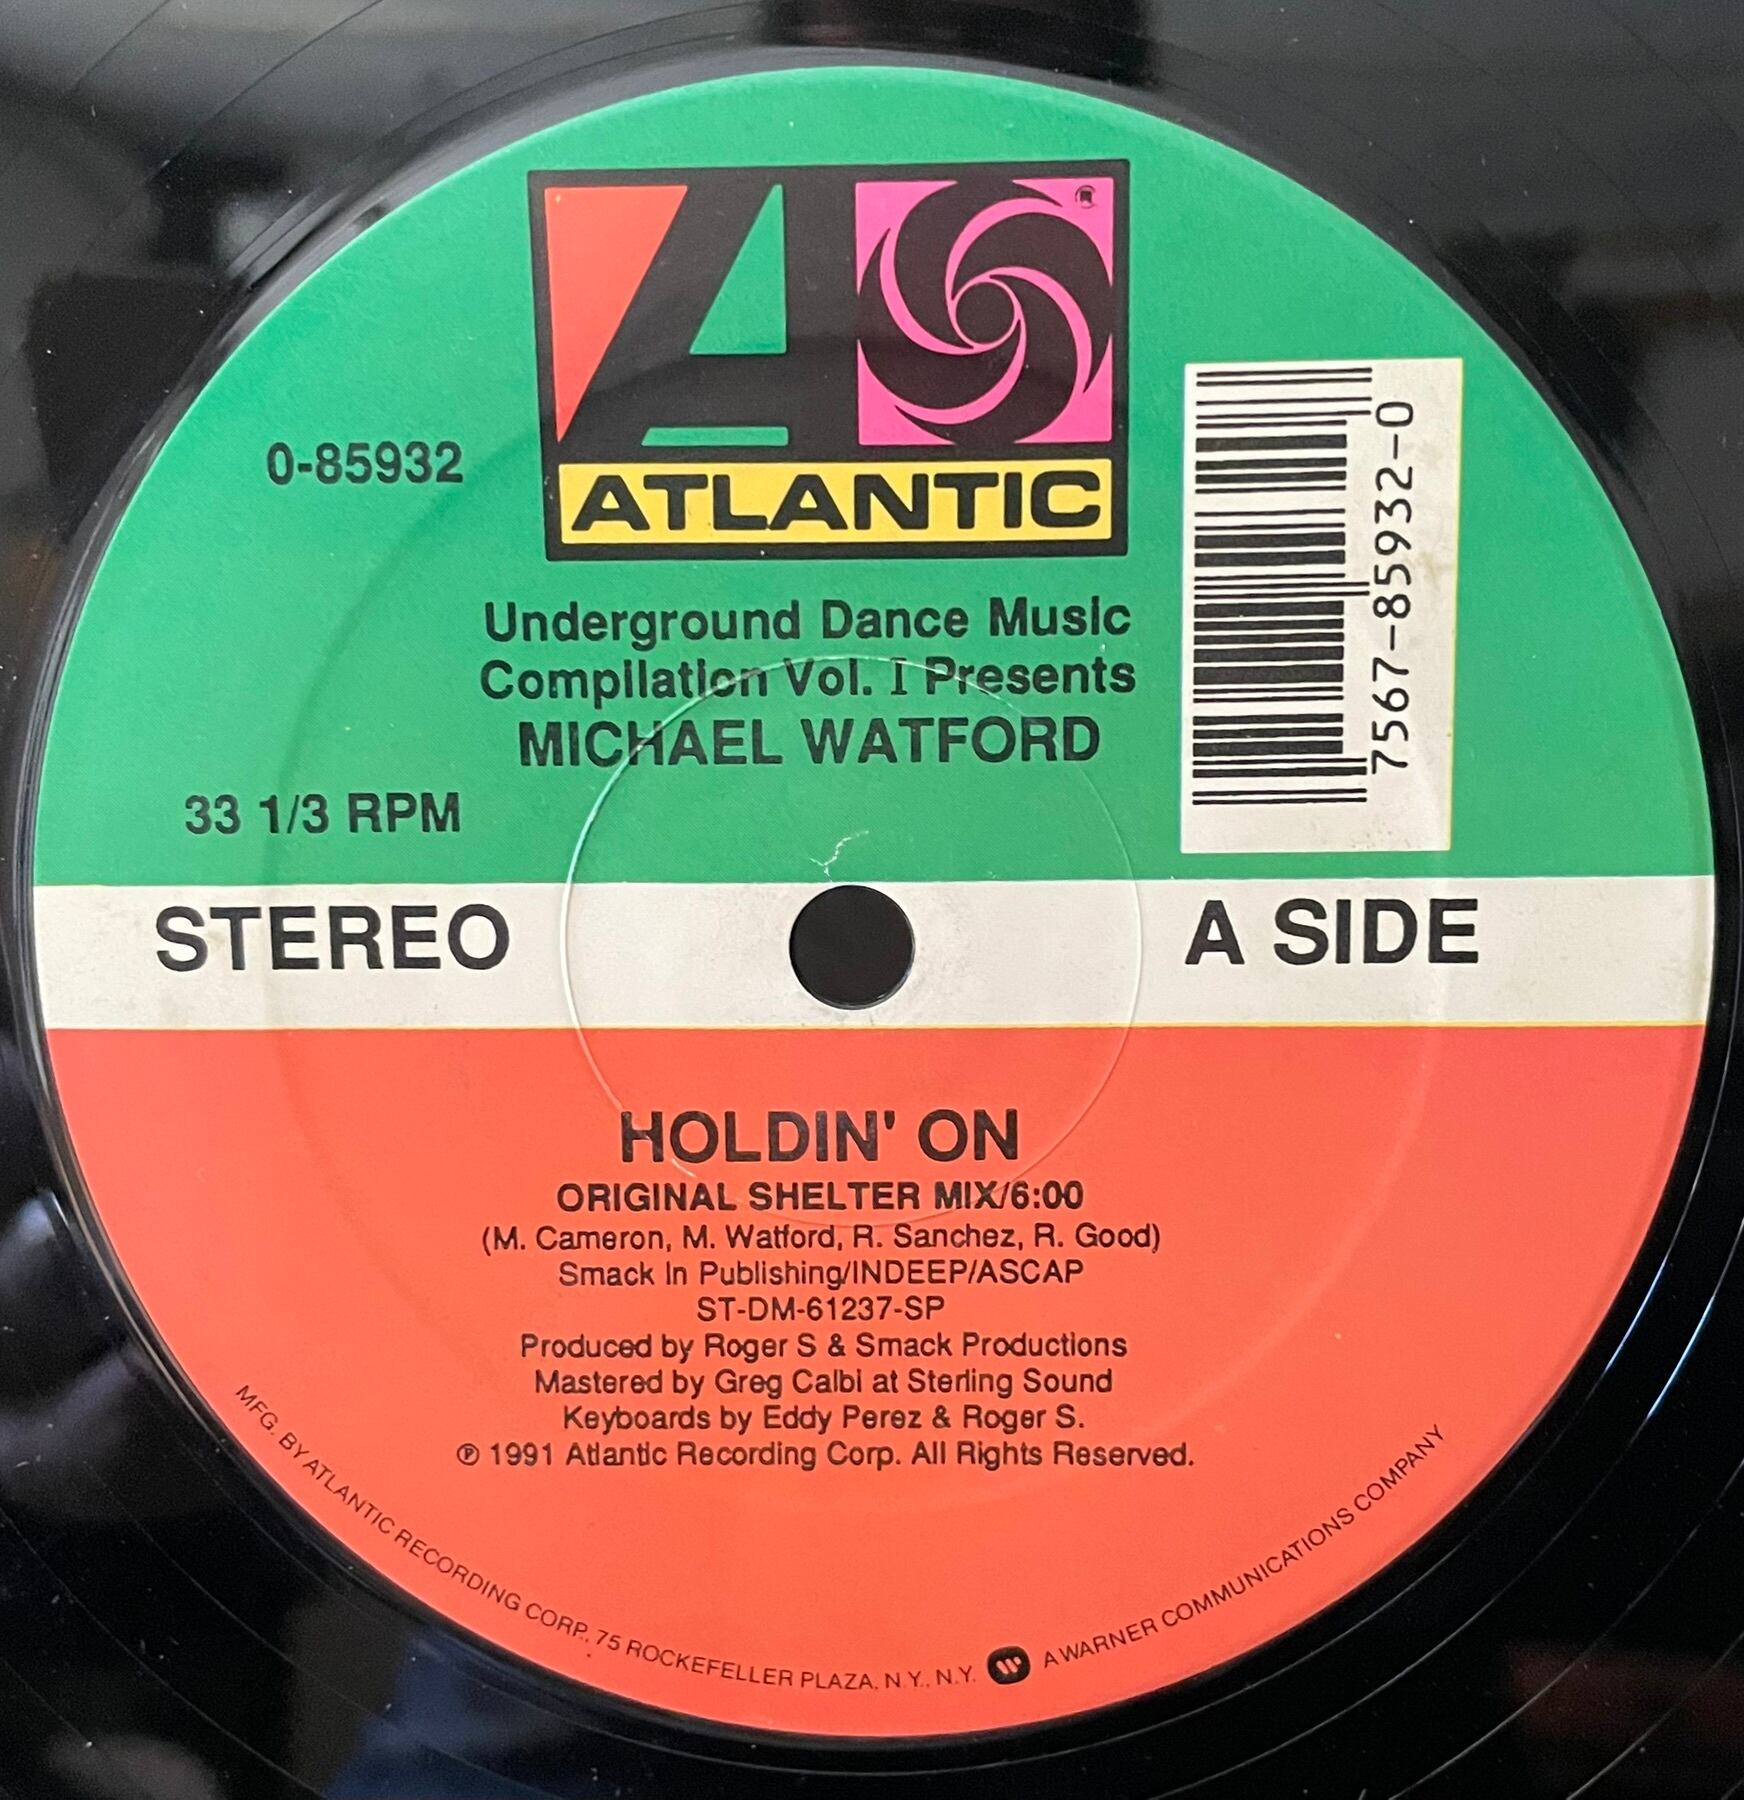 ®
ATLANTIC
0-85932
7567-85932-0
Underground Dance Music
Compilation Vol. I Presents
MICHAEL WATFORD
33 1/3 RPM
STEREO
A SIDE
HOLDIN' ON
ORIGINAL SHELTER MIX/6:00
(M. Cameron, M. Watford, R. Sanchez, R. Good)
Smack In Publishing/INDEEP/ASCAP
ST-DM-61237-SP
Produced by Roger S & Smack Productions
Mastered by Greg Calbi at Sterling Sound
Keyboards by Eddy Perez & Roger S.
℗ 1991 Atlantic Recording Corp. All Rights Reserved.
MFG. BY ATLANTIC RECORDING CORP., 75 ROCKEFELLER PLAZA, N.Y., N.Y. A WARNER COMMUNICATIONS COMPANY